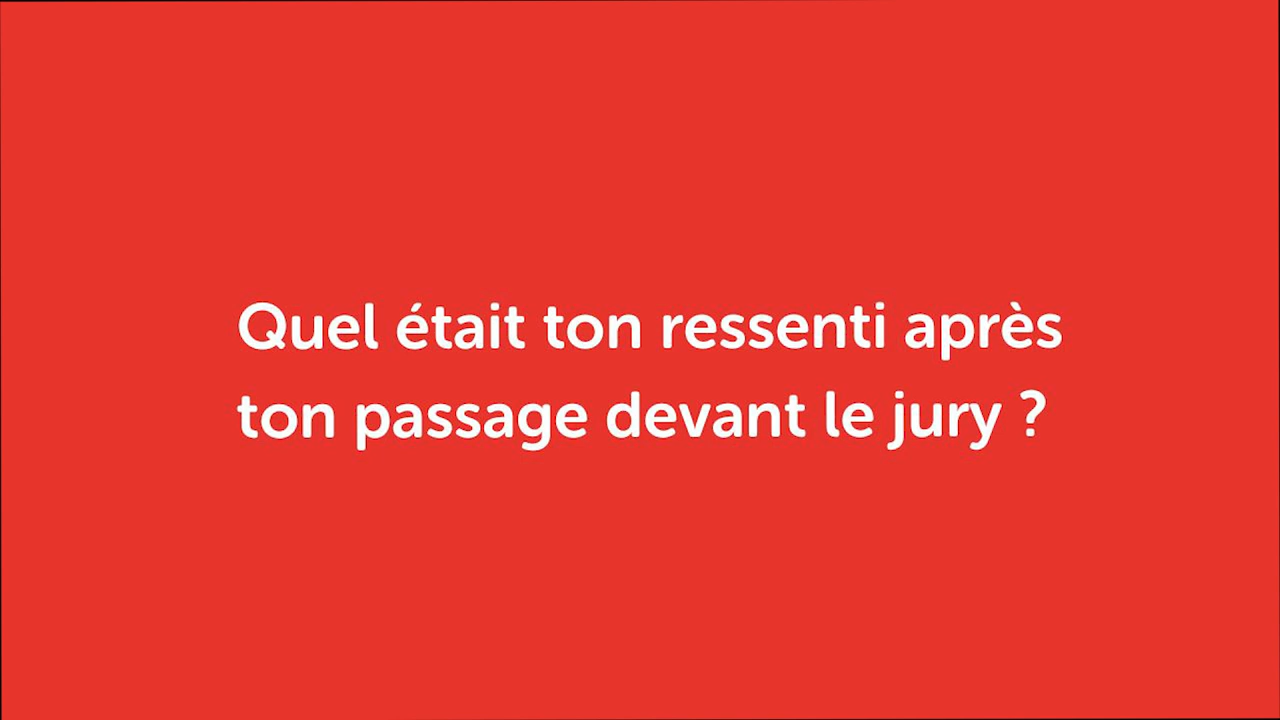 Quel était ton ressenti après
ton passage devant le jury ?